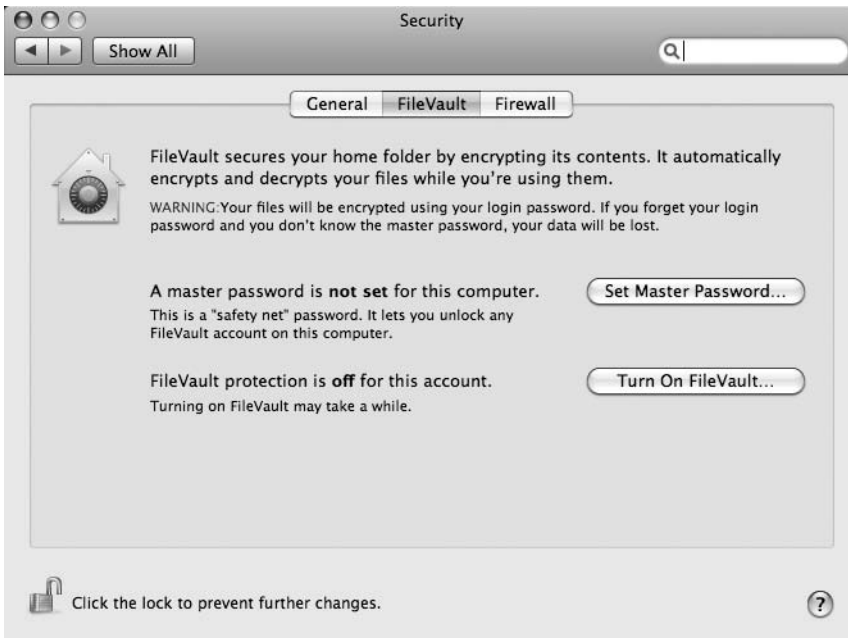 Security
Show All
General FileVault Firewall
FileVault secures your home folder by encrypting its contents. It automatically
encrypts and decrypts your files while you're using them.
WARNING:Your files will be encrypted using your login password. If you forget your login
password and you don't know the master password, your data will be lost.
A master password is not set for this computer.
Set Master Password...
This is a "safety net" password. It lets you unlock any
FileVault account on this computer.
FileVault protection is off for this account.
Turn On FileVault...
Turning on FileVault may take a while.
Click the lock to prevent further changes.
?